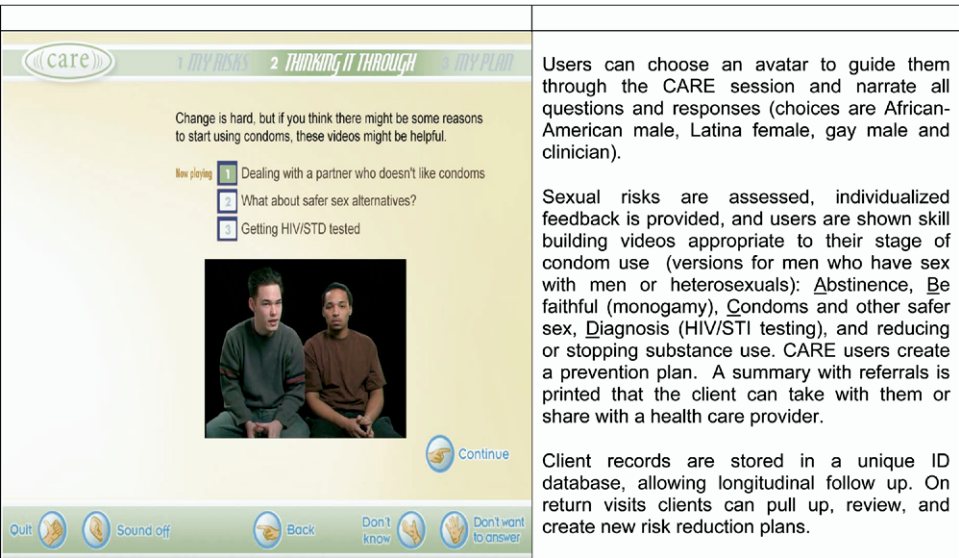 care
1 MY RISKS 2 THINKING IT THROUGH 3 MY PLAN
Change is hard, but if you think there might be some reasons
to start using condoms, these videos might be helpful.
Now playing 1 Dealing with a partner who doesn't like condoms
2 What about safer sex alternatives?
3 Getting HIV/STD tested
Continue
Quit
Sound off
Back
Don't
know
Don't want
to answer
Users can choose an avatar to guide them
through the CARE session and narrate all
questions and responses (choices are African-
American male, Latina female, gay male and
clinician).
Sexual risks are assessed, individualized
feedback is provided, and users are shown skill
building videos appropriate to their stage of
condom use (versions for men who have sex
with men or heterosexuals): Abstinence, Be
faithful (monogamy), Condoms and other safer
sex, Diagnosis (HIV/STI testing), and reducing
or stopping substance use. CARE users create
a prevention plan. A summary with referrals is
printed that the client can take with them or
share with a health care provider.
Client records are stored in a unique ID
database, allowing longitudinal follow up. On
return visits clients can pull up, review, and
create new risk reduction plans.